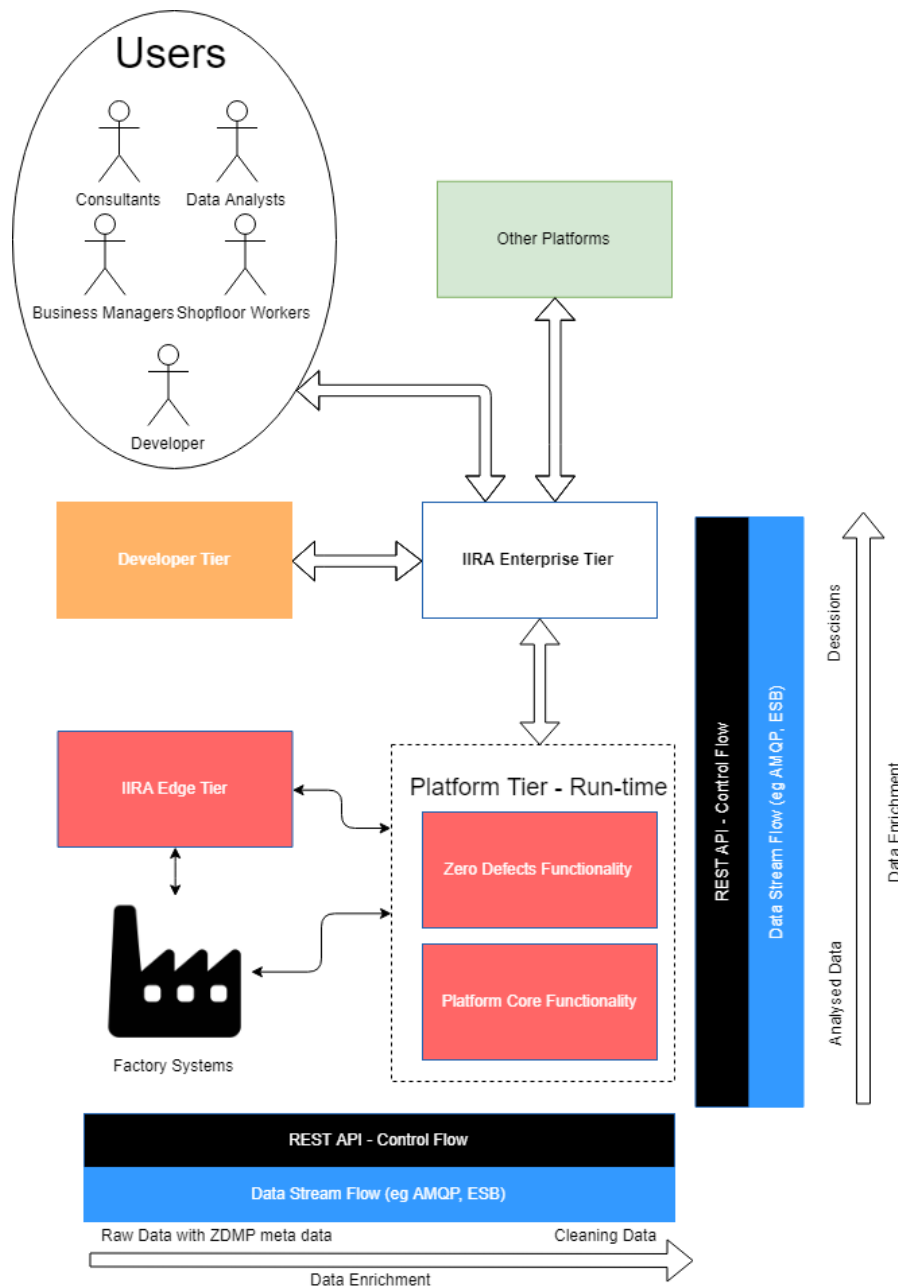 Users
Consultants
Data Analysts
Business Managers
Shopfloor Workers
Developer
Other Platforms
Developer Tier
IIRA Enterprise Tier
IIRA Edge Tier
Platform Tier - Run-time
Zero Defects Functionality
Platform Core Functionality
Factory Systems
REST API - Control Flow
Data Stream Flow (eg AMQP, ESB)
Descisions
Analysed Data
Data Enrichment
REST API - Control Flow
Data Stream Flow (eg AMQP, ESB)
Raw Data with ZDMP meta data
Cleaning Data
Data Enrichment